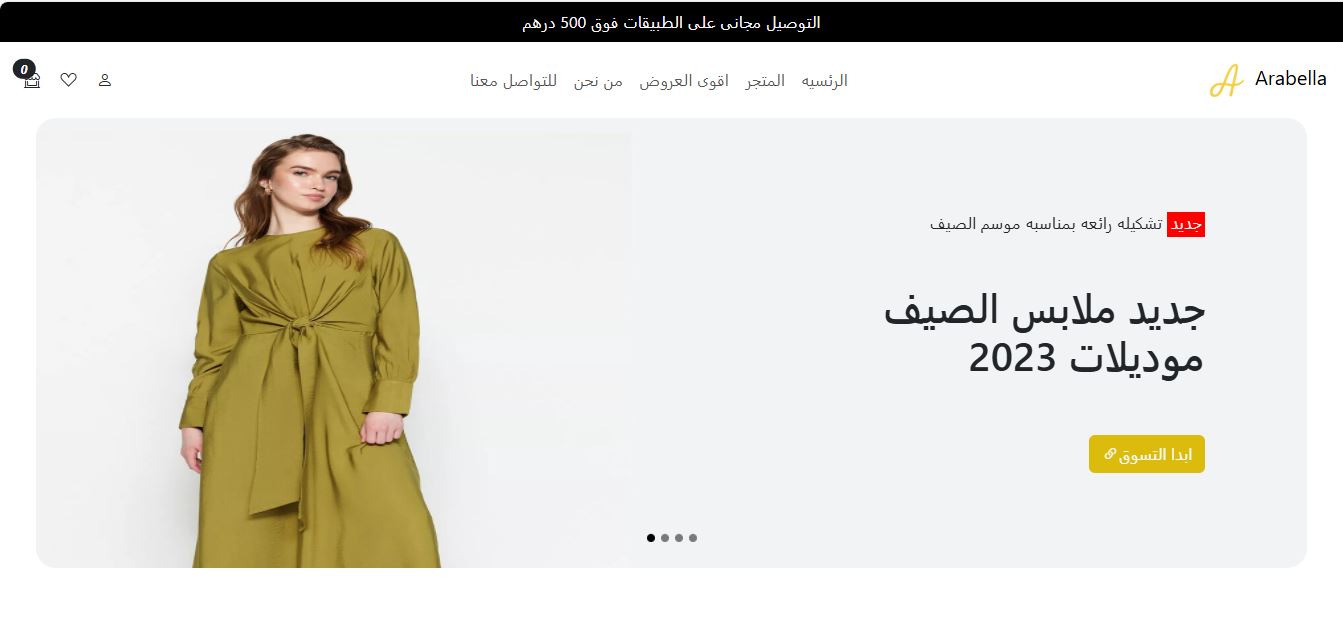 التوصيل مجانى على الطبيقات فوق 500 درهم
Arabella
الرئسيه المتجر اقوى العروض من نحن للتواصل معنا
0
جديد تشكيله رائعه بمناسبه موسم الصيف
جديد ملابس الصيف
موديلات 2023
ابدا التسوق